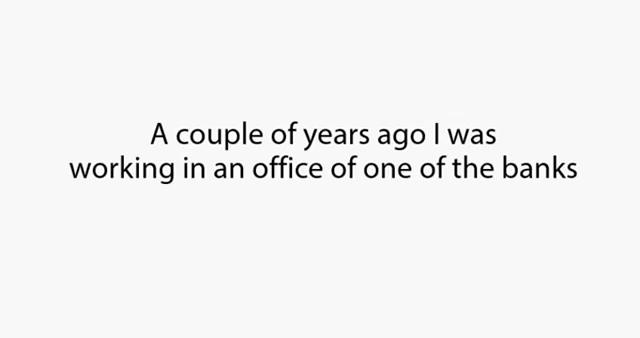 A couple of years ago I was
working in an office of one of the banks